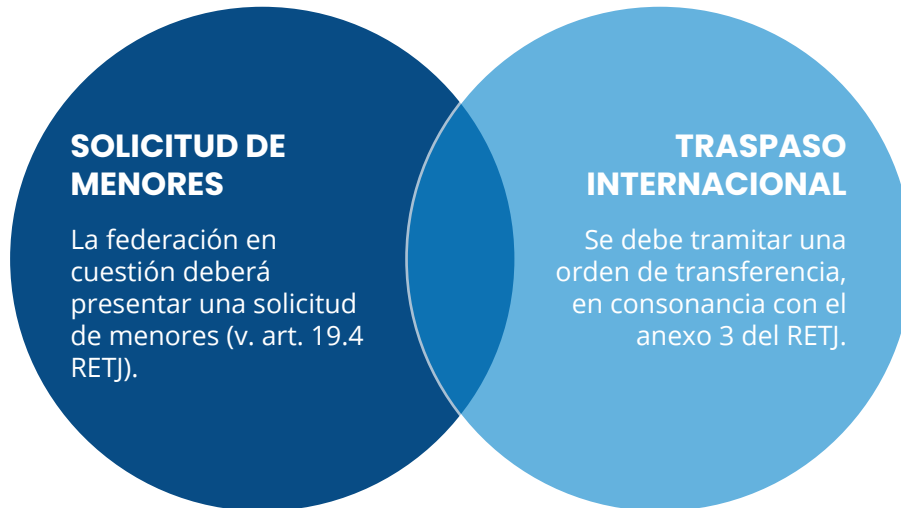 SOLICITUD DE
MENORES
La federación en
cuestión deberá
presentar una solicitud
de menores (v. art. 19.4
RETJ).
TRASPASO
INTERNACIONAL
Se debe tramitar una
orden de transferencia,
en consonancia con el
anexo 3 del RETJ.